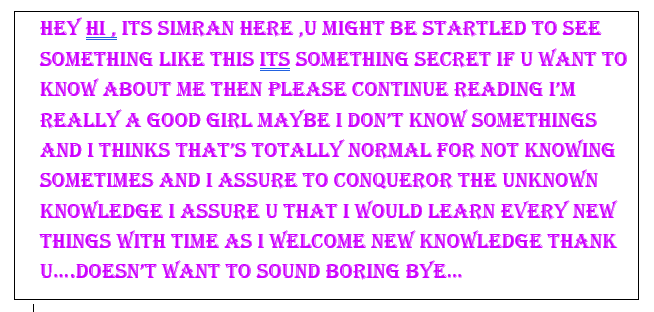 HEY HI , ITS SIMRAN HERE ,U MIGHT BE STARTLED TO SEE
SOMETHING LIKE THIS ITS SOMETHING SECRET IF U WANT TO
KNOW ABOUT ME THEN PLEASE CONTINUE READING I'M
REALLY A GOOD GIRL MAYBE I DON'T KNOW SOMETHINGS
AND I THINKS THAT'S TOTALLY NORMAL FOR NOT KNOWING
SOMETIMES AND I ASSURE TO CONQUEROR THE UNKNOWN
KNOWLEDGE I ASSURE U THAT I WOULD LEARN EVERY NEW
THINGS WITH TIME AS I WELCOME NEW KNOWLEDGE THANK
U....DOESN'T WANT TO SOUND BORING BYE...